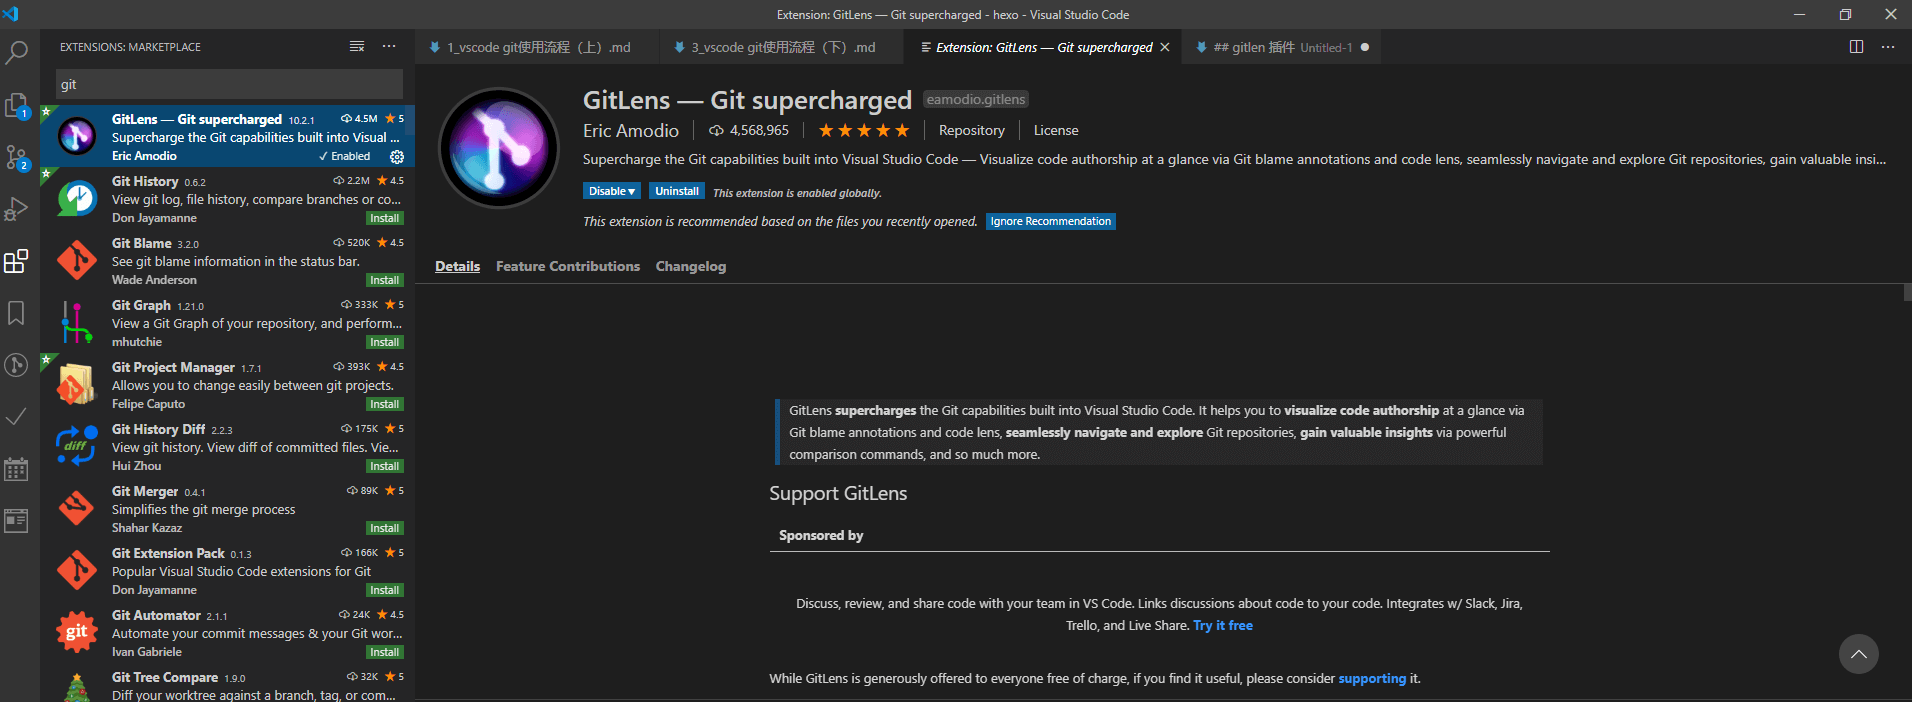 Extension: GitLens — Git supercharged - hexo - Visual Studio Code
EXTENSIONS: MARKETPLACE
git
GitLens — Git supercharged 10.2.1 4.5M 5
Supercharge the Git capabilities built into Visual ...
Eric Amodio Enabled
Git History 0.6.2 2.2M 4.5
View git log, file history, compare branches or co...
Don Jayamanne Install
Git Blame 3.2.0 520K 4.5
See git blame information in the status bar.
Wade Anderson Install
Git Graph 1.21.0 333K 5
View a Git Graph of your repository, and perform...
mhutchie Install
Git Project Manager 1.7.1 393K 4.5
Allows you to change easily between git projects.
Felipe Caputo Install
diff
Git History Diff 2.2.3 175K 5
View git history. View diff of committed files. Vie...
Hui Zhou Install
Git Merger 0.4.1 89K 5
Simplifies the git merge process
Shahar Kazaz Install
Git Extension Pack 0.1.3 166K 5
Popular Visual Studio Code extensions for Git
Don Jayamanne Install
git
Git Automator 2.1.1 24K 4.5
Automate your commit messages & your Git wor...
Ivan Gabriele Install
Git Tree Compare 1.9.0 32K 5
Diff your worktree against a branch, tag, or com...
1
2
1_vscode git使用流程（上）.md
3_vscode git使用流程（下）.md
Extension: GitLens — Git supercharged
## gitlen 插件 Untitled-1
GitLens — Git supercharged eamodio.gitlens
Eric Amodio 4,568,965 Repository License
Supercharge the Git capabilities built into Visual Studio Code — Visualize code authorship at a glance via Git blame annotations and code lens, seamlessly navigate and explore Git repositories, gain valuable insi...
Disable Uninstall This extension is enabled globally.
This extension is recommended based on the files you recently opened. Ignore Recommendation
Details Feature Contributions Changelog
GitLens supercharges the Git capabilities built into Visual Studio Code. It helps you to visualize code authorship at a glance via
Git blame annotations and code lens, seamlessly navigate and explore Git repositories, gain valuable insights via powerful
comparison commands, and so much more.
Support GitLens
Sponsored by
Discuss, review, and share code with your team in VS Code. Links discussions about code to your code. Integrates w/ Slack, Jira,
Trello, and Live Share. Try it free
While GitLens is generously offered to everyone free of charge, if you find it useful, please consider supporting it.